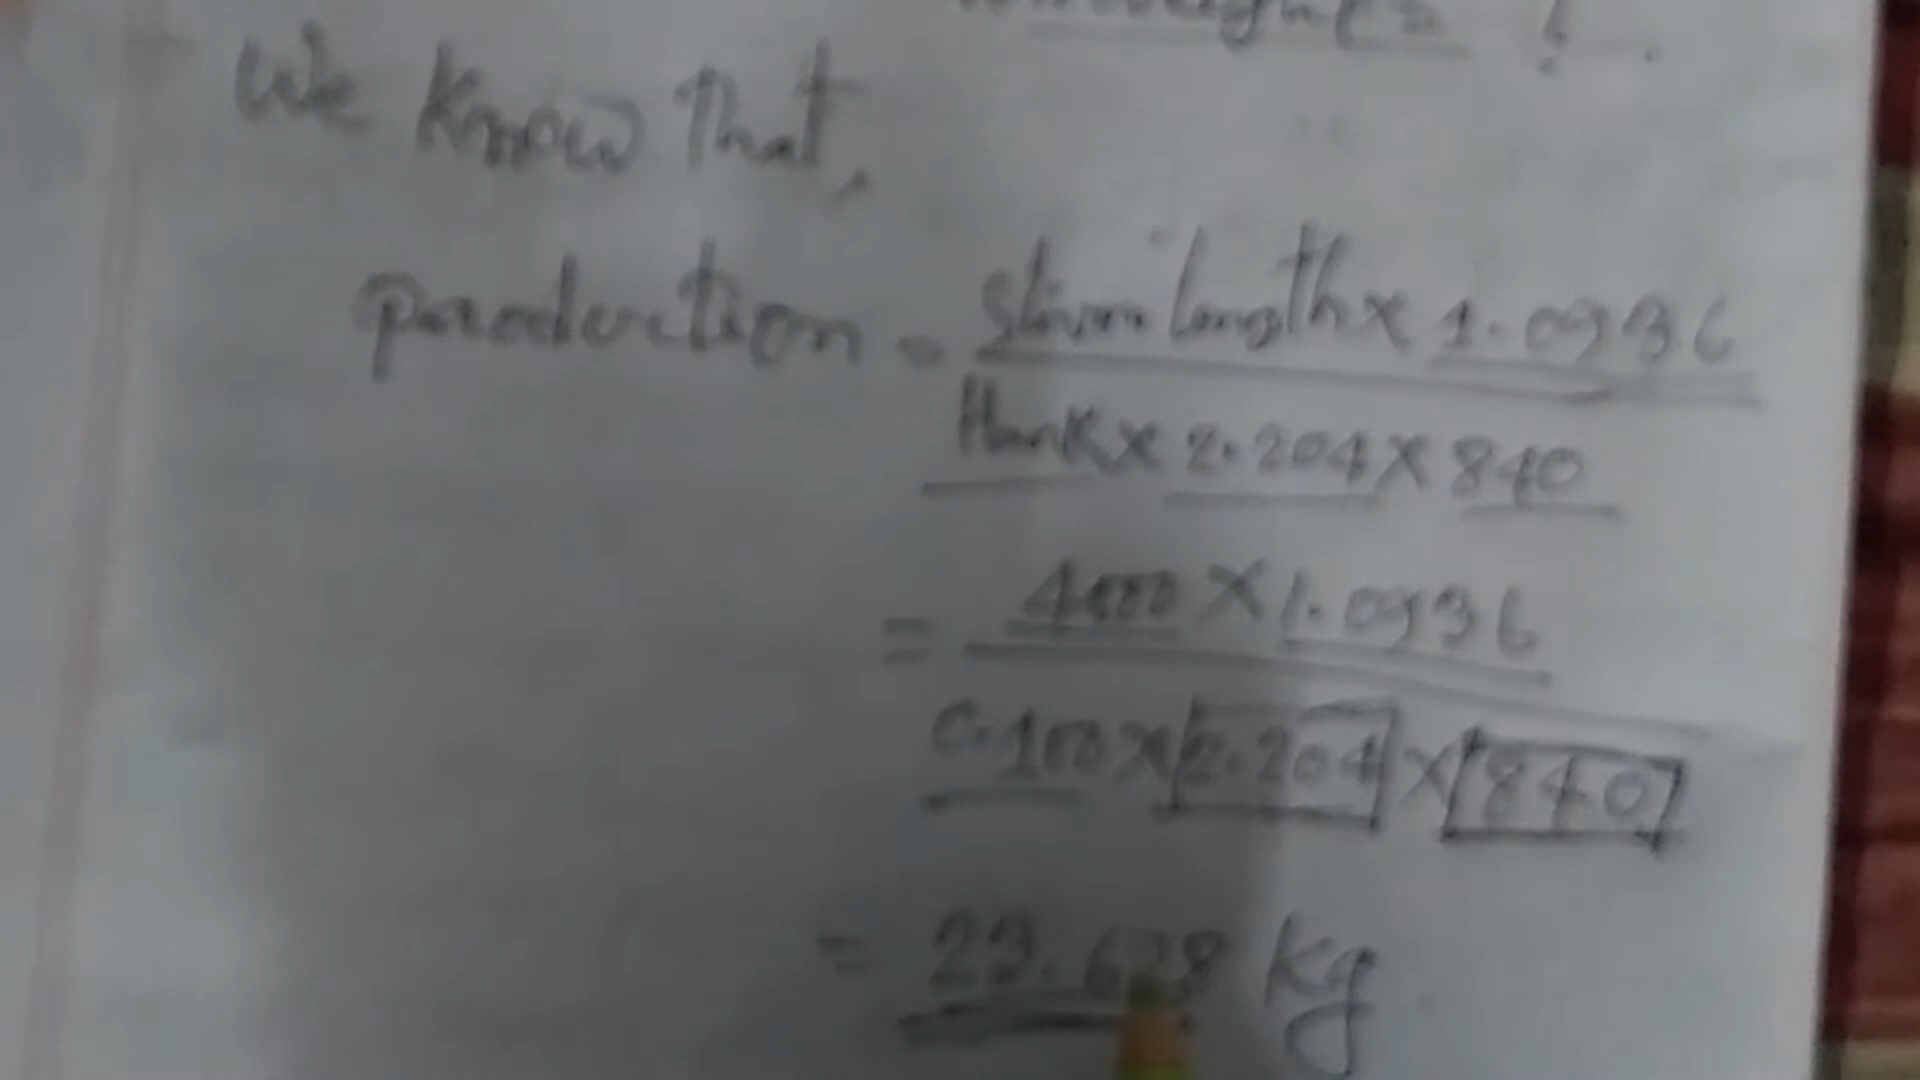 We Know That,
production = Sliver length x 1.0936
Hank x 2.204 x 840
= 4000 x 1.0936
0.100 x 2.204 x 840
= 23.628 kg